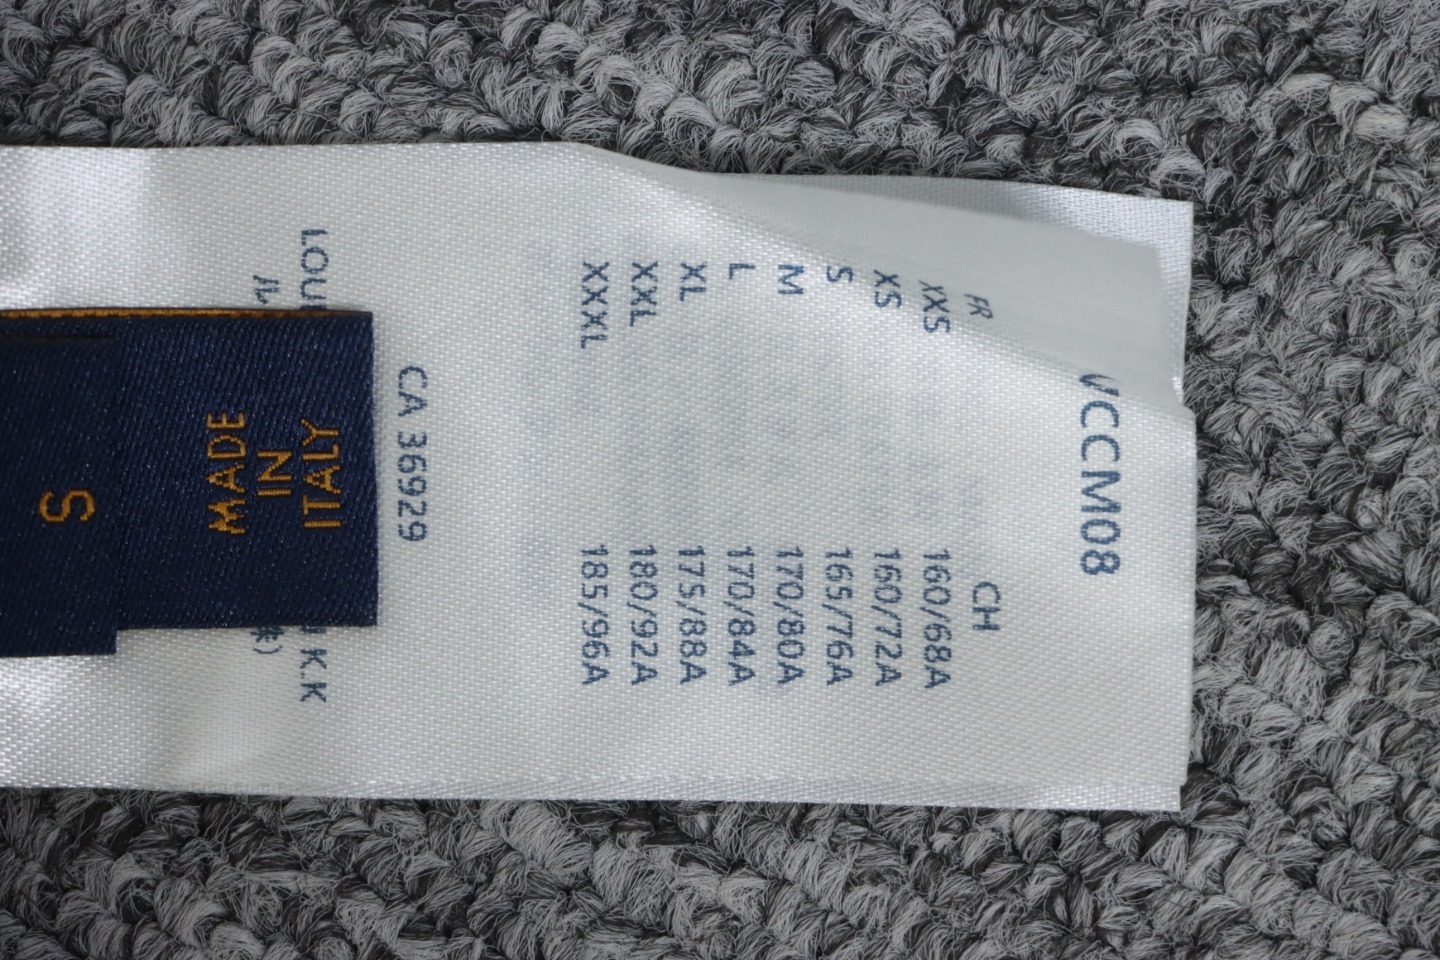 VCCM08
FR CH
XXS 160/68A
XS 160/72A
S 165/76A
M 170/80A
L 170/84A
XL 175/88A
XXL 180/92A
XXXL 185/96A
CA 36929
K.K
MADE
IN
ITALY
S